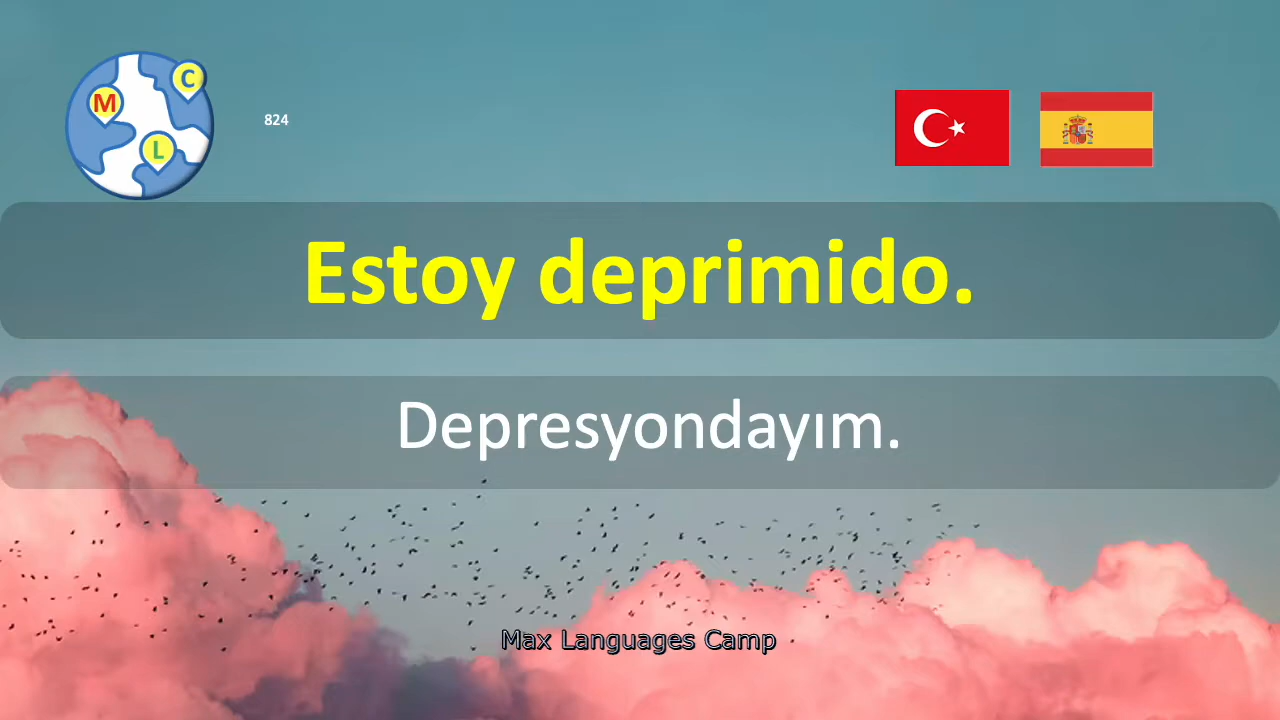 M
C
L
824
Estoy deprimido.
Depresyondayım.
Max Languages Camp